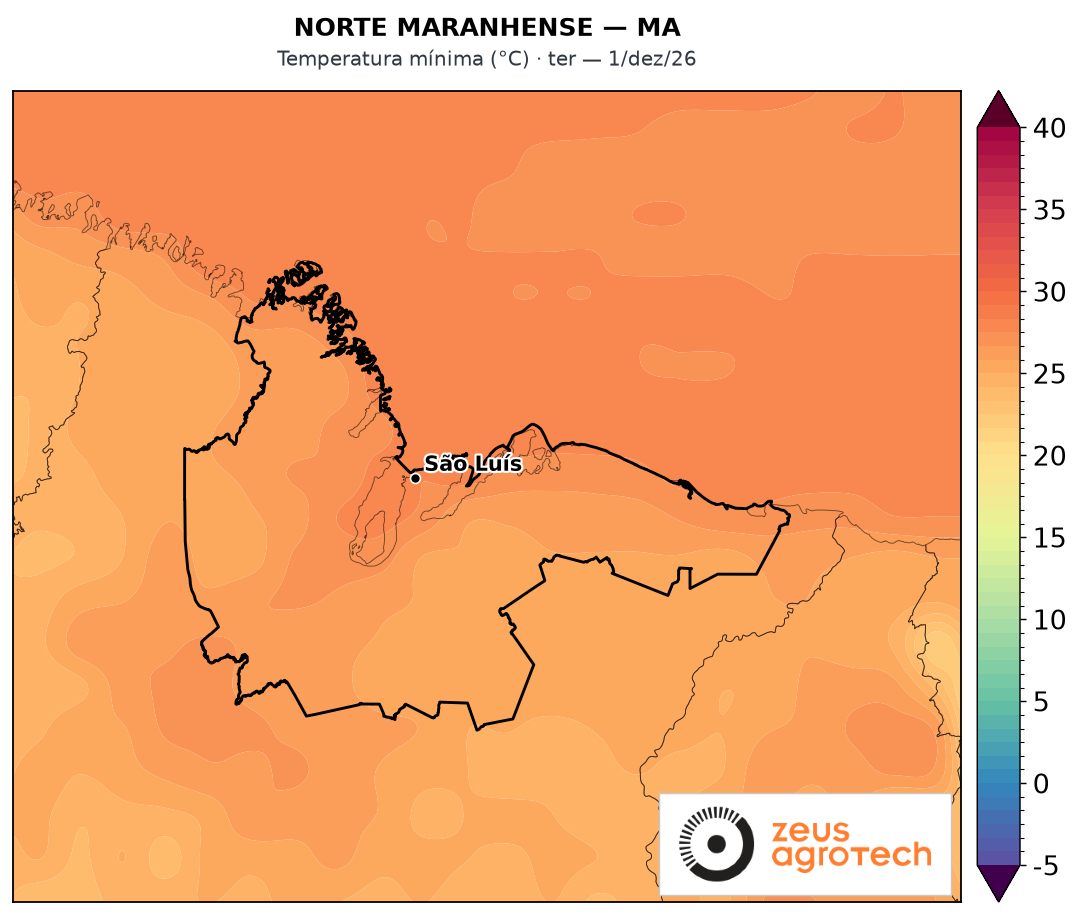 NORTE MARANHENSE — MA
Temperatura mínima (°C) · ter — 1/dez/26
São Luís
40
35
30
25
20
15
10
5
0
-5
zeus
agrotech